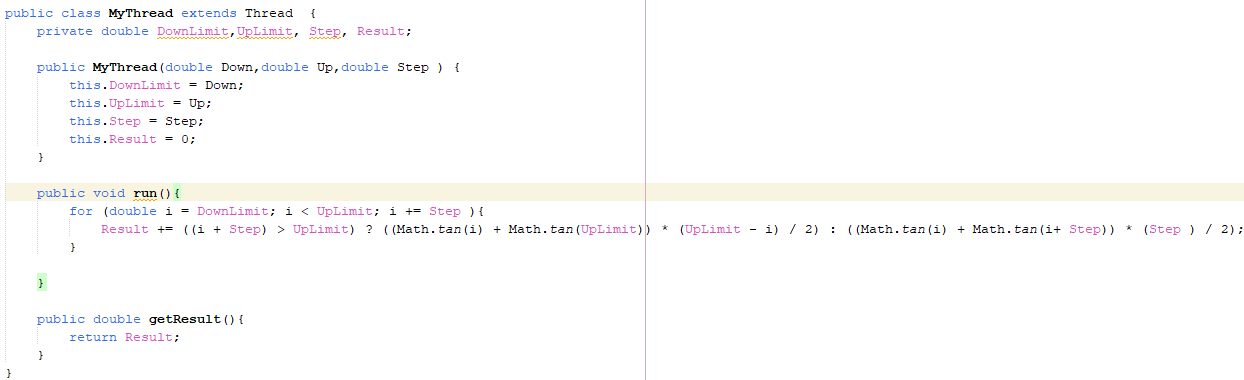 public class MyThread extends Thread  {
    private double DownLimit,UpLimit, Step, Result;
    public MyThread(double Down,double Up,double Step ) {
        this.DownLimit = Down;
        this.UpLimit = Up;
        this.Step = Step;
        this.Result = 0;
    }
    public void run(){
        for (double i = DownLimit; i < UpLimit; i += Step ){
            Result += ((i + Step) > UpLimit) ? ((Math.tan(i) + Math.tan(UpLimit)) * (UpLimit - i) / 2) : ((Math.tan(i) + Math.tan(i+ Step)) * (Step ) / 2);
        }
    }
    public double getResult(){
        return Result;
    }
}